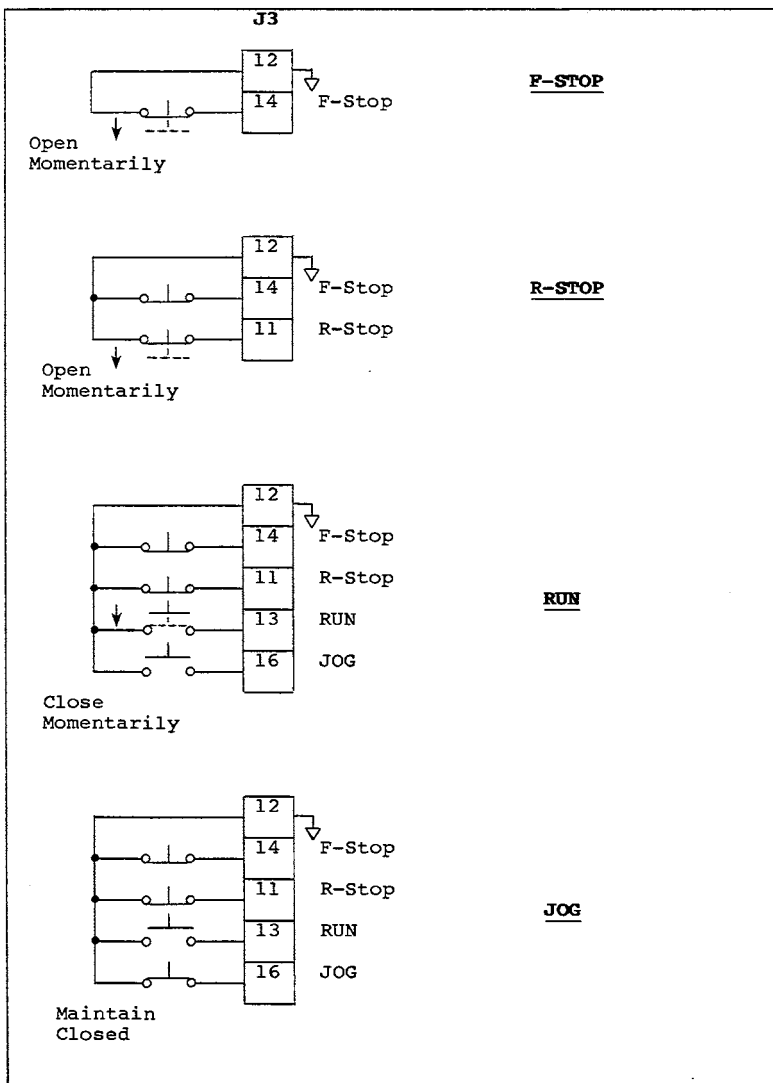 J3
12
F-STOP
14 F-Stop
Open
Momentarily
12
14 F-Stop
R-STOP
11 R-Stop
Open
Momentarily
12
14 F-Stop
11 R-Stop
RUN
13 RUN
16 JOG
Close
Momentarily
12
14 F-Stop
11 R-Stop
JOG
13 RUN
16 JOG
Maintain
Closed